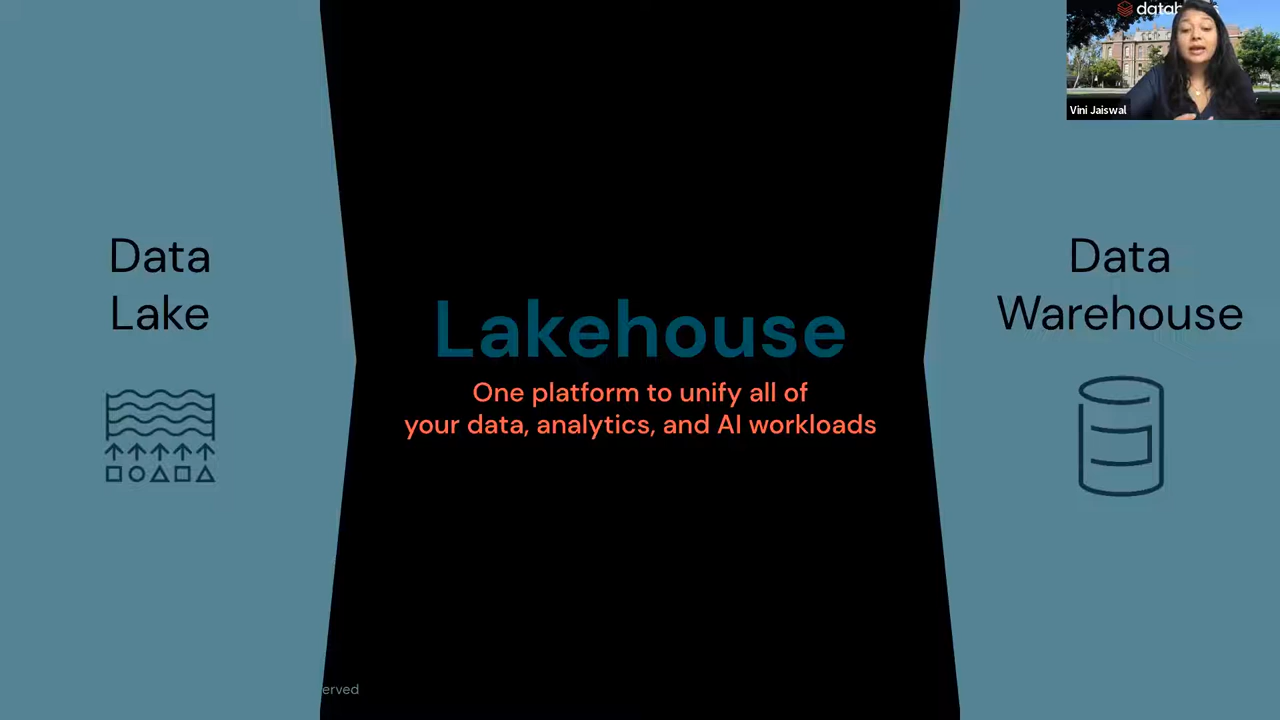 Data
Lake
Lakehouse
One platform to unify all of
your data, analytics, and AI workloads
Data
Warehouse
Vini Jaiswal